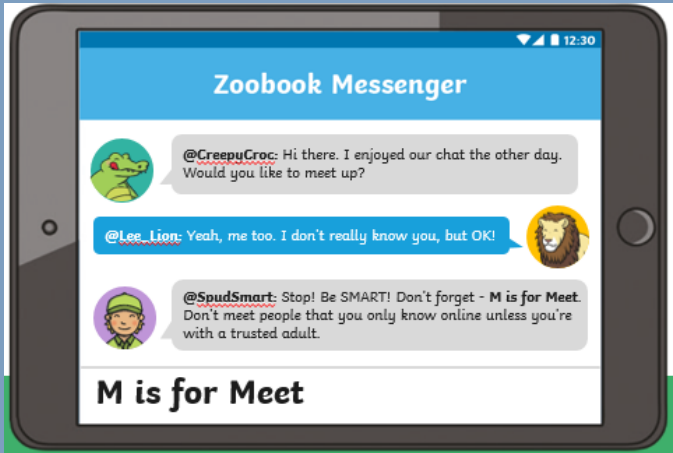 12:30
Zoobook Messenger
@CreepyCroc: Hi there. I enjoyed our chat the other day.
Would you like to meet up?
@Lee_Lion: Yeah, me too. I don't really know you, but OK!
@SpudSmart: Stop! Be SMART! Don't forget - M is for Meet.
Don't meet people that you only know online unless you're
with a trusted adult.
M is for Meet